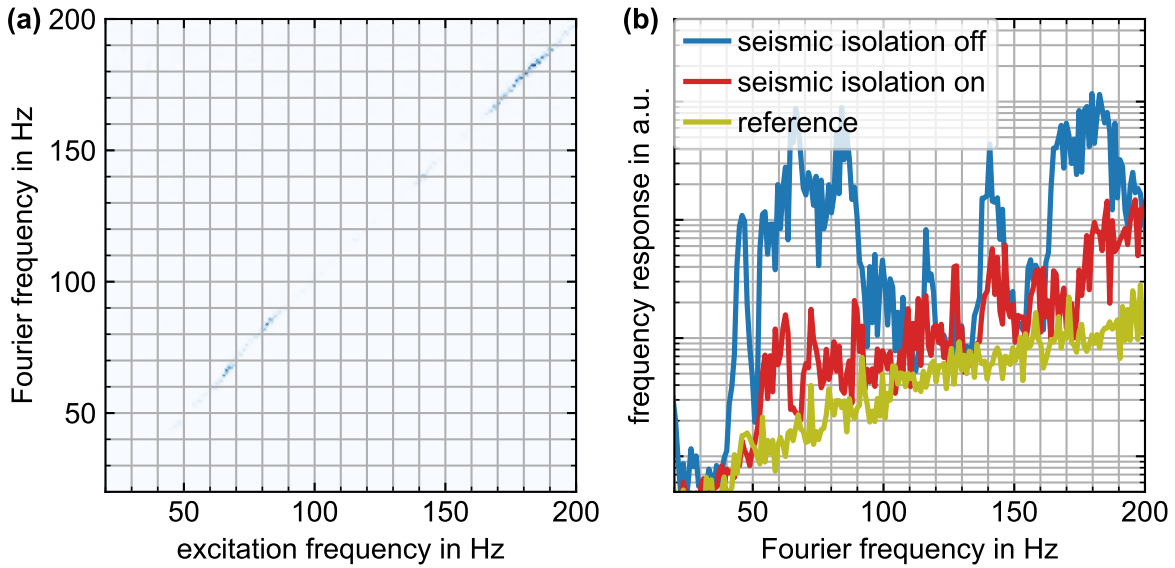 (a)
200
150
100
50
Fourier frequency in Hz
50 100 150 200
excitation frequency in Hz
(b)
seismic isolation off
seismic isolation on
reference
frequency response in a.u.
50 100 150 200
Fourier frequency in Hz